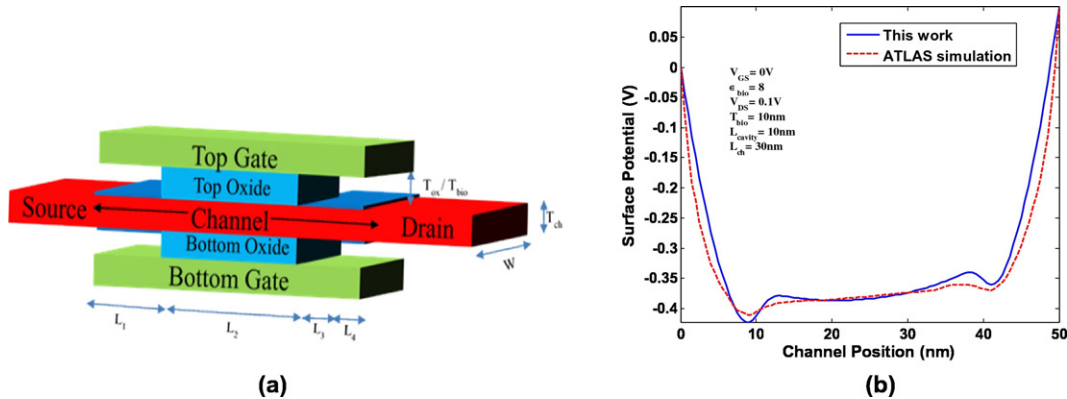 Top Gate
Top Oxide
T_ox / T_bio
Source
Channel
Drain
T_ch
Bottom Oxide
W
Bottom Gate
L_1
L_2
L_3
L_4
(a)
This work
ATLAS simulation
V_GS = 0V
ϵ_bio = 8
V_DS = 0.1V
T_bio = 10nm
L_cavity = 10nm
L_ch = 30nm
Surface Potential (V)
0.05
0
-0.05
-0.1
-0.15
-0.2
-0.25
-0.3
-0.35
-0.4
0 10 20 30 40 50
Channel Position (nm)
(b)